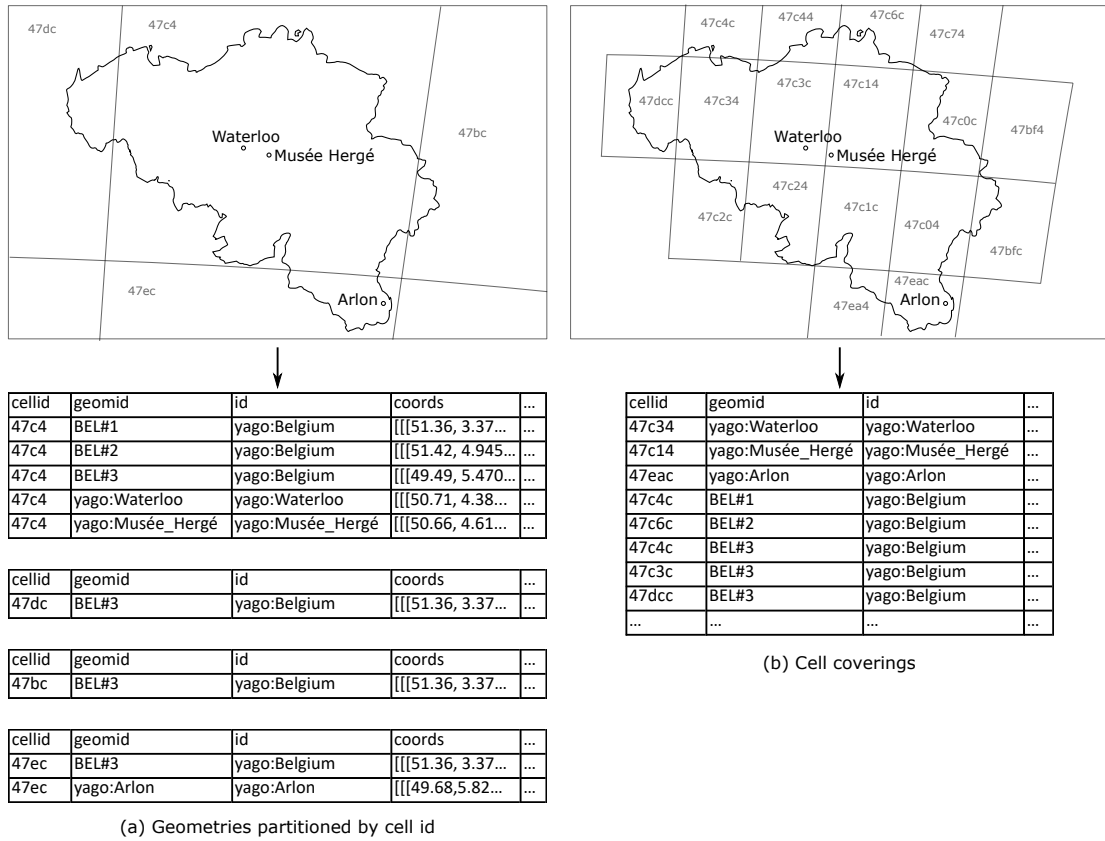 47dc
47c4
47bc
47ec
Waterloo
Musée Hergé
Arlon
47c4c
47c44
47c6c
47c74
47dcc
47c34
47c3c
47c14
47c0c
47bf4
Waterloo
Musée Hergé
47c2c
47c24
47c1c
47c04
47bfc
47ea4
47eac
Arlon
cellid geomid id coords ...
47c4 BEL#1 yago:Belgium [[[51.36, 3.37... ...
47c4 BEL#2 yago:Belgium [[[51.42, 4.945... ...
47c4 BEL#3 yago:Belgium [[[49.49, 5.470... ...
47c4 yago:Waterloo yago:Waterloo [[[50.71, 4.38... ...
47c4 yago:Musée_Hergé yago:Musée_Hergé [[[50.66, 4.61... ...
cellid geomid id coords ...
47dc BEL#3 yago:Belgium [[[51.36, 3.37... ...
cellid geomid id coords ...
47bc BEL#3 yago:Belgium [[[51.36, 3.37... ...
cellid geomid id coords ...
47ec BEL#3 yago:Belgium [[[51.36, 3.37... ...
47ec yago:Arlon yago:Arlon [[[49.68,5.82... ...
(a) Geometries partitioned by cell id
cellid geomid id ...
47c34 yago:Waterloo yago:Waterloo ...
47c14 yago:Musée_Hergé yago:Musée_Hergé ...
47eac yago:Arlon yago:Arlon ...
47c4c BEL#1 yago:Belgium ...
47c6c BEL#2 yago:Belgium ...
47c4c BEL#3 yago:Belgium ...
47c3c BEL#3 yago:Belgium ...
47dcc BEL#3 yago:Belgium ...
... ... ... ...
(b) Cell coverings